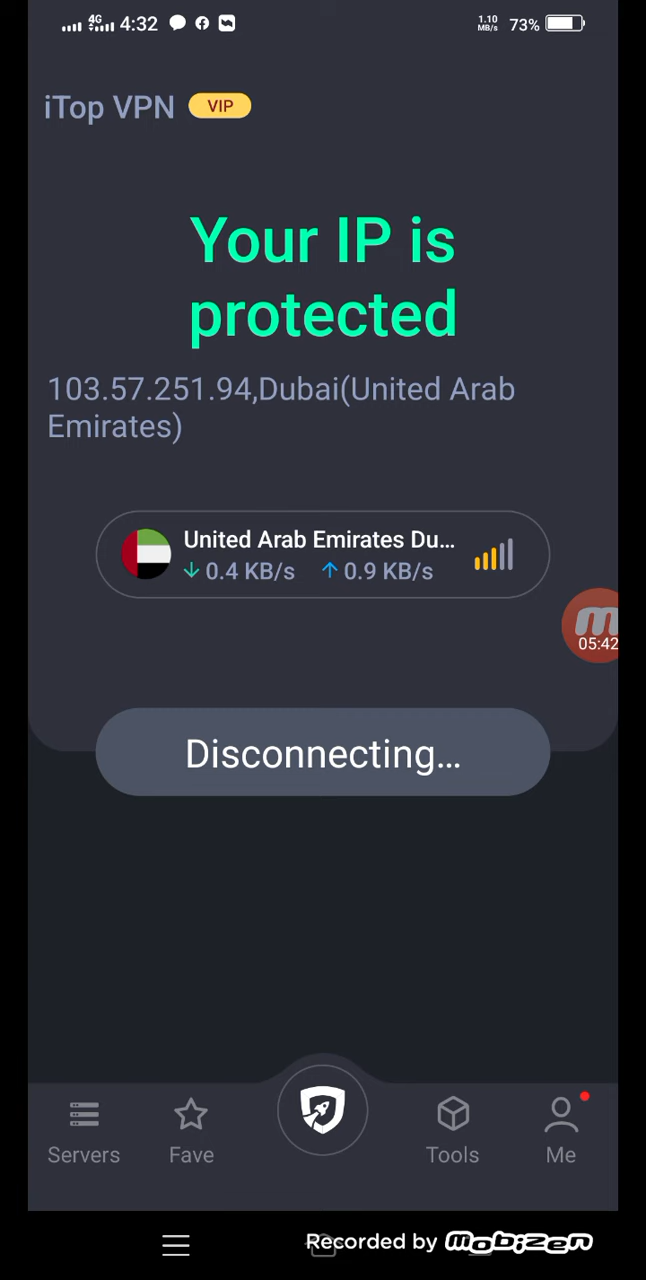 4G 4:32 1.10 MB/s 73%
iTop VPN VIP
Your IP is
protected
103.57.251.94,Dubai(United Arab
Emirates)
United Arab Emirates Du...
0.4 KB/s 0.9 KB/s
05:42
Disconnecting...
Servers Fave Tools Me
Recorded by mobizen